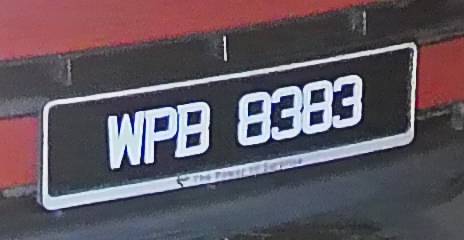 WPB 8383
The Power to Surprise